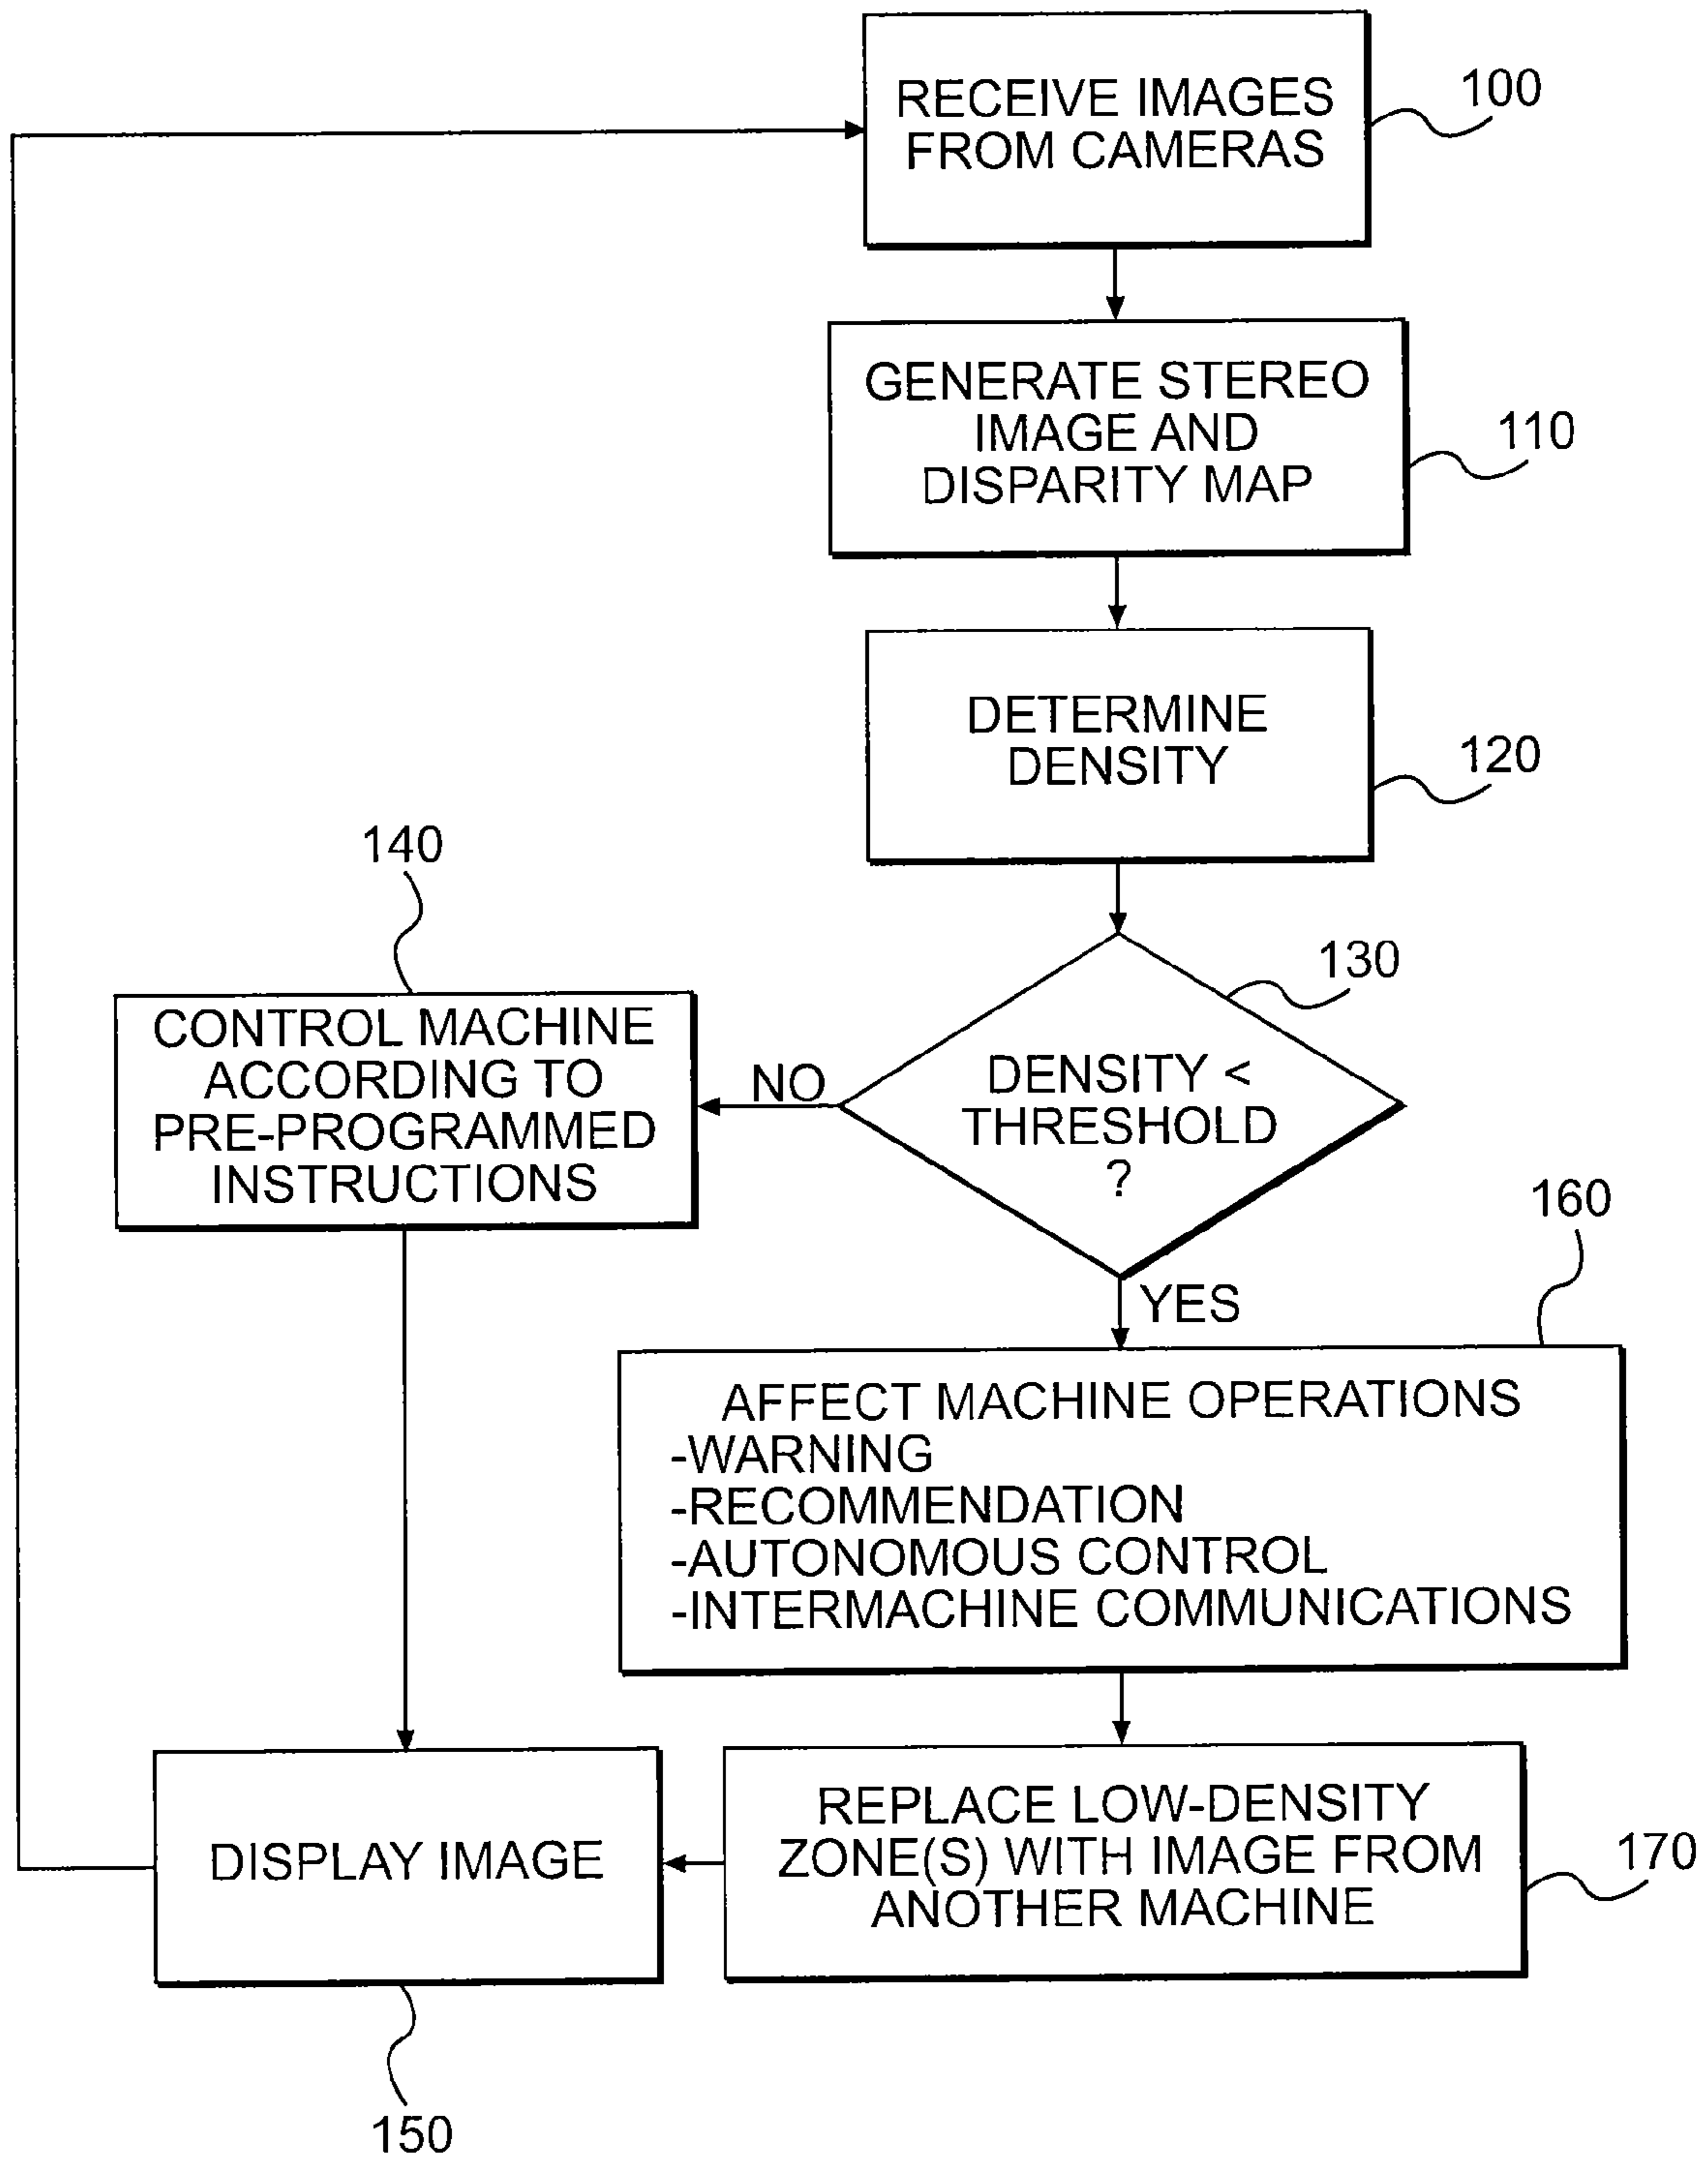 RECEIVE IMAGES
FROM CAMERAS
100
GENERATE STEREO
IMAGE AND
DISPARITY MAP
110
DETERMINE
DENSITY
120
DENSITY <
THRESHOLD
?
130
NO
140
CONTROL MACHINE
ACCORDING TO
PRE-PROGRAMMED
INSTRUCTIONS
YES
160
AFFECT MACHINE OPERATIONS
-WARNING
-RECOMMENDATION
-AUTONOMOUS CONTROL
-INTERMACHINE COMMUNICATIONS
REPLACE LOW-DENSITY
ZONE(S) WITH IMAGE FROM
ANOTHER MACHINE
170
DISPLAY IMAGE
150